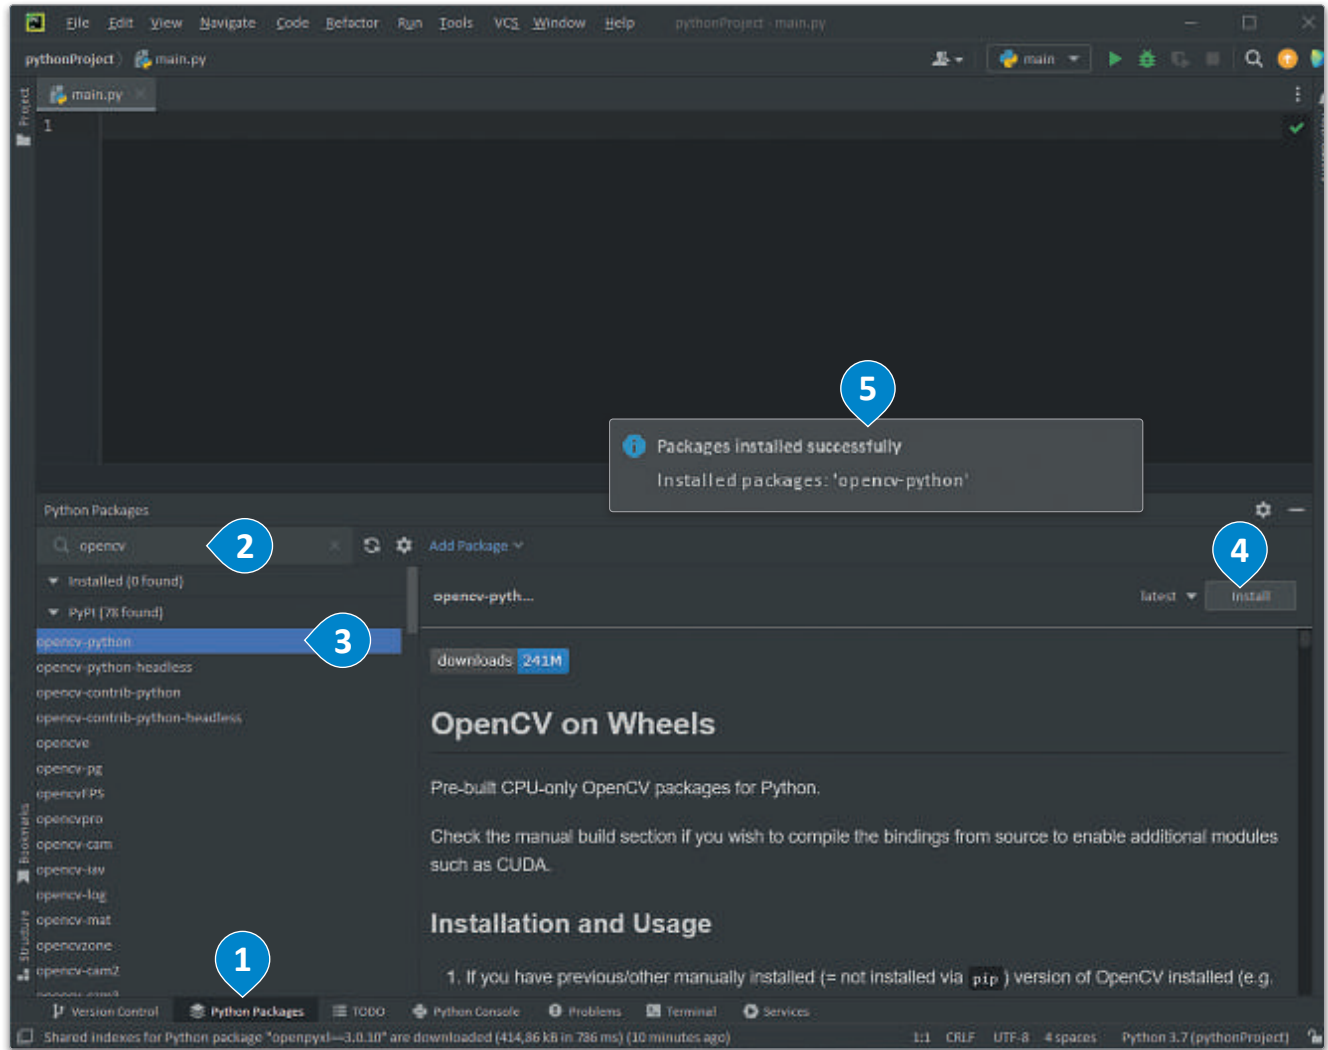 File Edit View Navigate Code Refactor Run Tools VCS Window Help pythonProject - main.py
pythonProject main.py main
Project
main.py
1
5
Packages installed successfully
Installed packages: 'opencv-python'
Python Packages
opencv 2 Add Package 4
Installed (0 found)
PyPI (78 found)
opencv-pyth... latest Install
opencv-python 3
opencv-python-headless
opencv-contrib-python
opencv-contrib-python-headless
opencve
opencv-pg
opencvFPS
opencvpro
opencv-cam
opencv-log
opencv-mat
opencvzone
opencv-cam2
downloads 241M
OpenCV on Wheels
Pre-built CPU-only OpenCV packages for Python.
Check the manual build section if you wish to compile the bindings from source to enable additional modules
such as CUDA.
Installation and Usage
1. If you have previous/other manually installed (= not installed via pip ) version of OpenCV installed (e.g.
Bookmarks
Structure
1
Version Control Python Packages TODO Python Console Problems Terminal Services
Shared indexes for Python package "openpyxl==3.0.10" are downloaded (414,86 kB in 786 ms) (10 minutes ago) 1:1 CRLF UTF-8 4 spaces Python 3.7 (pythonProject)